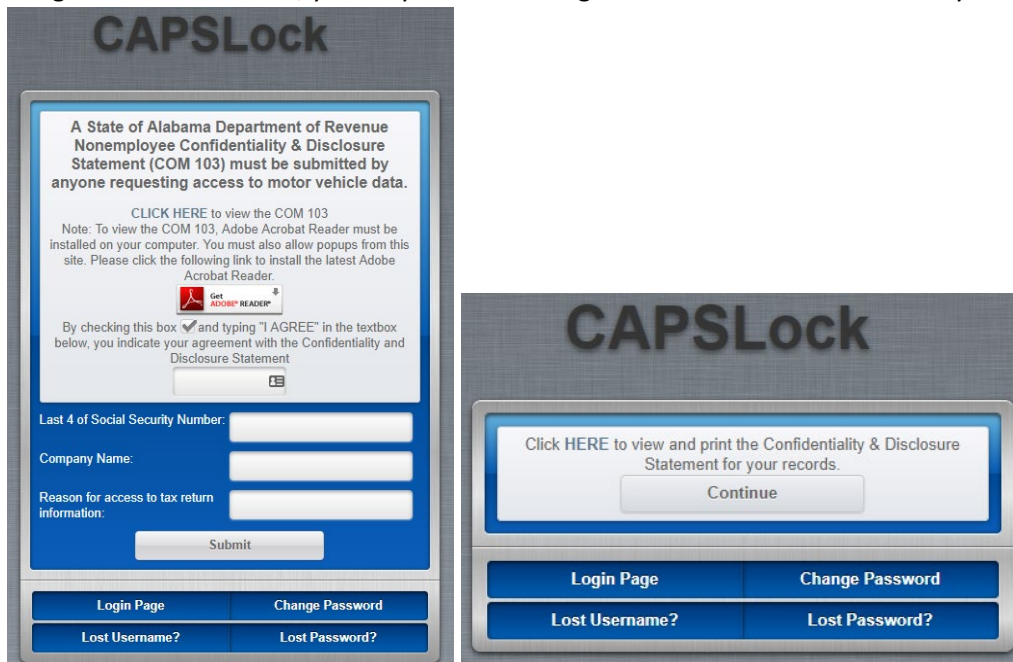 CAPSLock
A State of Alabama Department of Revenue
Nonemployee Confidentiality & Disclosure
Statement (COM 103) must be submitted by
anyone requesting access to motor vehicle data.
CLICK HERE to view the COM 103
Note: To view the COM 103, Adobe Acrobat Reader must be
installed on your computer. You must also allow popups from this
site. Please click the following link to install the latest Adobe
Acrobat Reader.
Get
ADOBE® READER®
By checking this box and typing "I AGREE" in the textbox
below, you indicate your agreement with the Confidentiality and
Disclosure Statement
Last 4 of Social Security Number:
Company Name:
Reason for access to tax return
information:
Submit
Login Page
Change Password
Lost Username?
Lost Password?
CAPSLock
Click HERE to view and print the Confidentiality & Disclosure
Statement for your records.
Continue
Login Page
Change Password
Lost Username?
Lost Password?